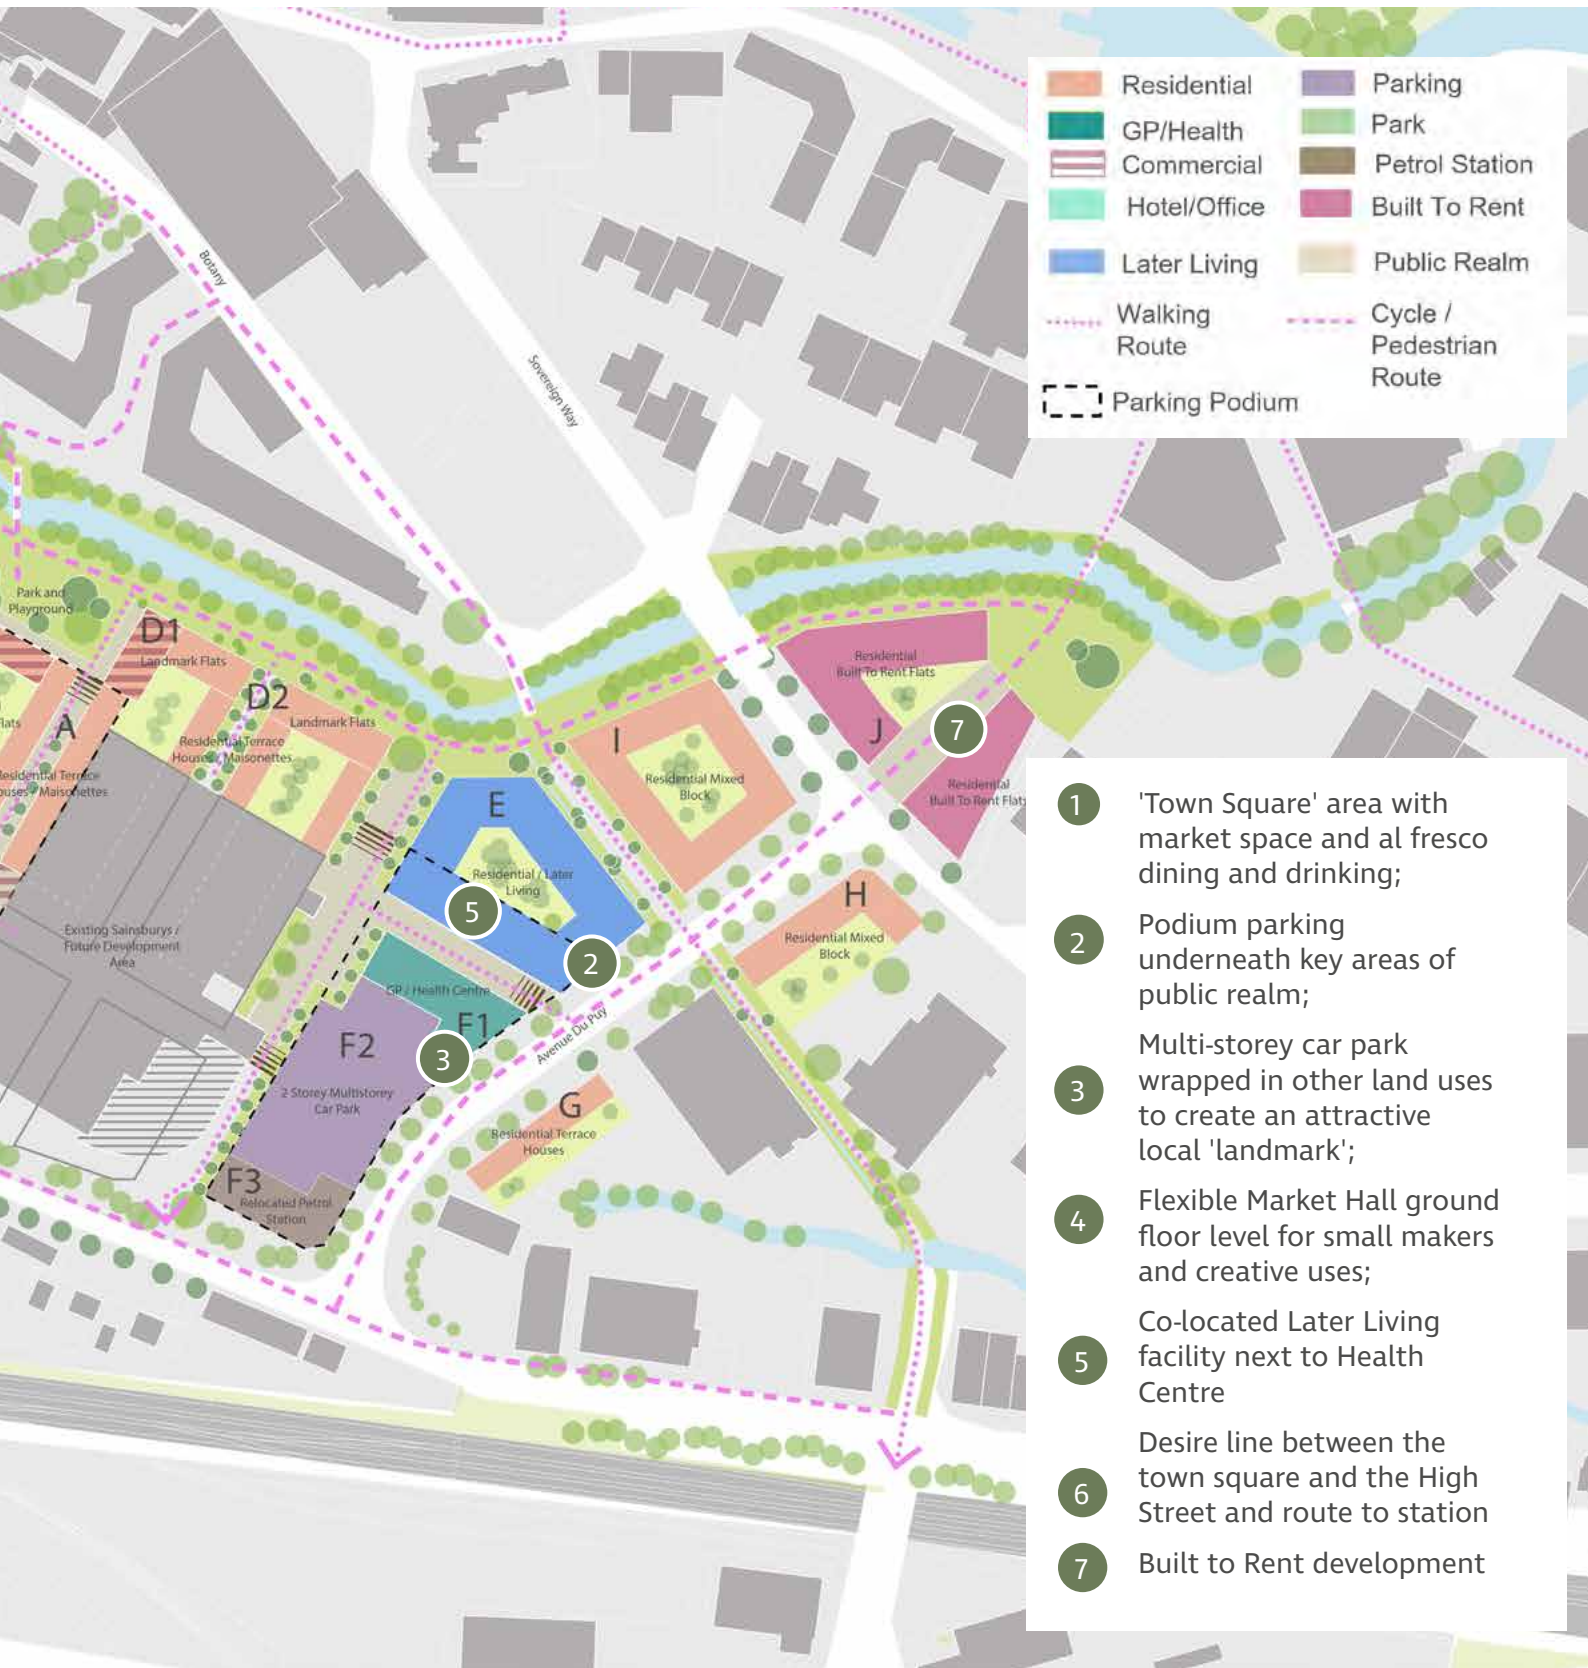 Residential
GP/Health
Commercial
Hotel/Office
Later Living
Walking
Route
Parking Podium
Parking
Park
Petrol Station
Built To Rent
Public Realm
Cycle /
Pedestrian
Route
Botany
Sovereign Way
Park and
Playground
D1
Landmark Flats
D2
Landmark Flats
Residential Terrace
Houses / Maisonettes
A
E
Residential / Later
Living
5
2
I
Residential Mixed
Block
Residential
Built To Rent Flats
J
7
Residential
Built To Rent Flats
H
Residential Mixed
Block
Existing Sainsburys /
Future Development
Area
GP / Health Centre
F1
F2
3
2 Storey Multistorey
Car Park
Avenue Du Puy
G
Residential Terrace
Houses
F3
Relocated Petrol
Station
1
'Town Square' area with
market space and al fresco
dining and drinking;
2
Podium parking
underneath key areas of
public realm;
3
Multi-storey car park
wrapped in other land uses
to create an attractive
local 'landmark';
4
Flexible Market Hall ground
floor level for small makers
and creative uses;
5
Co-located Later Living
facility next to Health
Centre
6
Desire line between the
town square and the High
Street and route to station
7
Built to Rent development